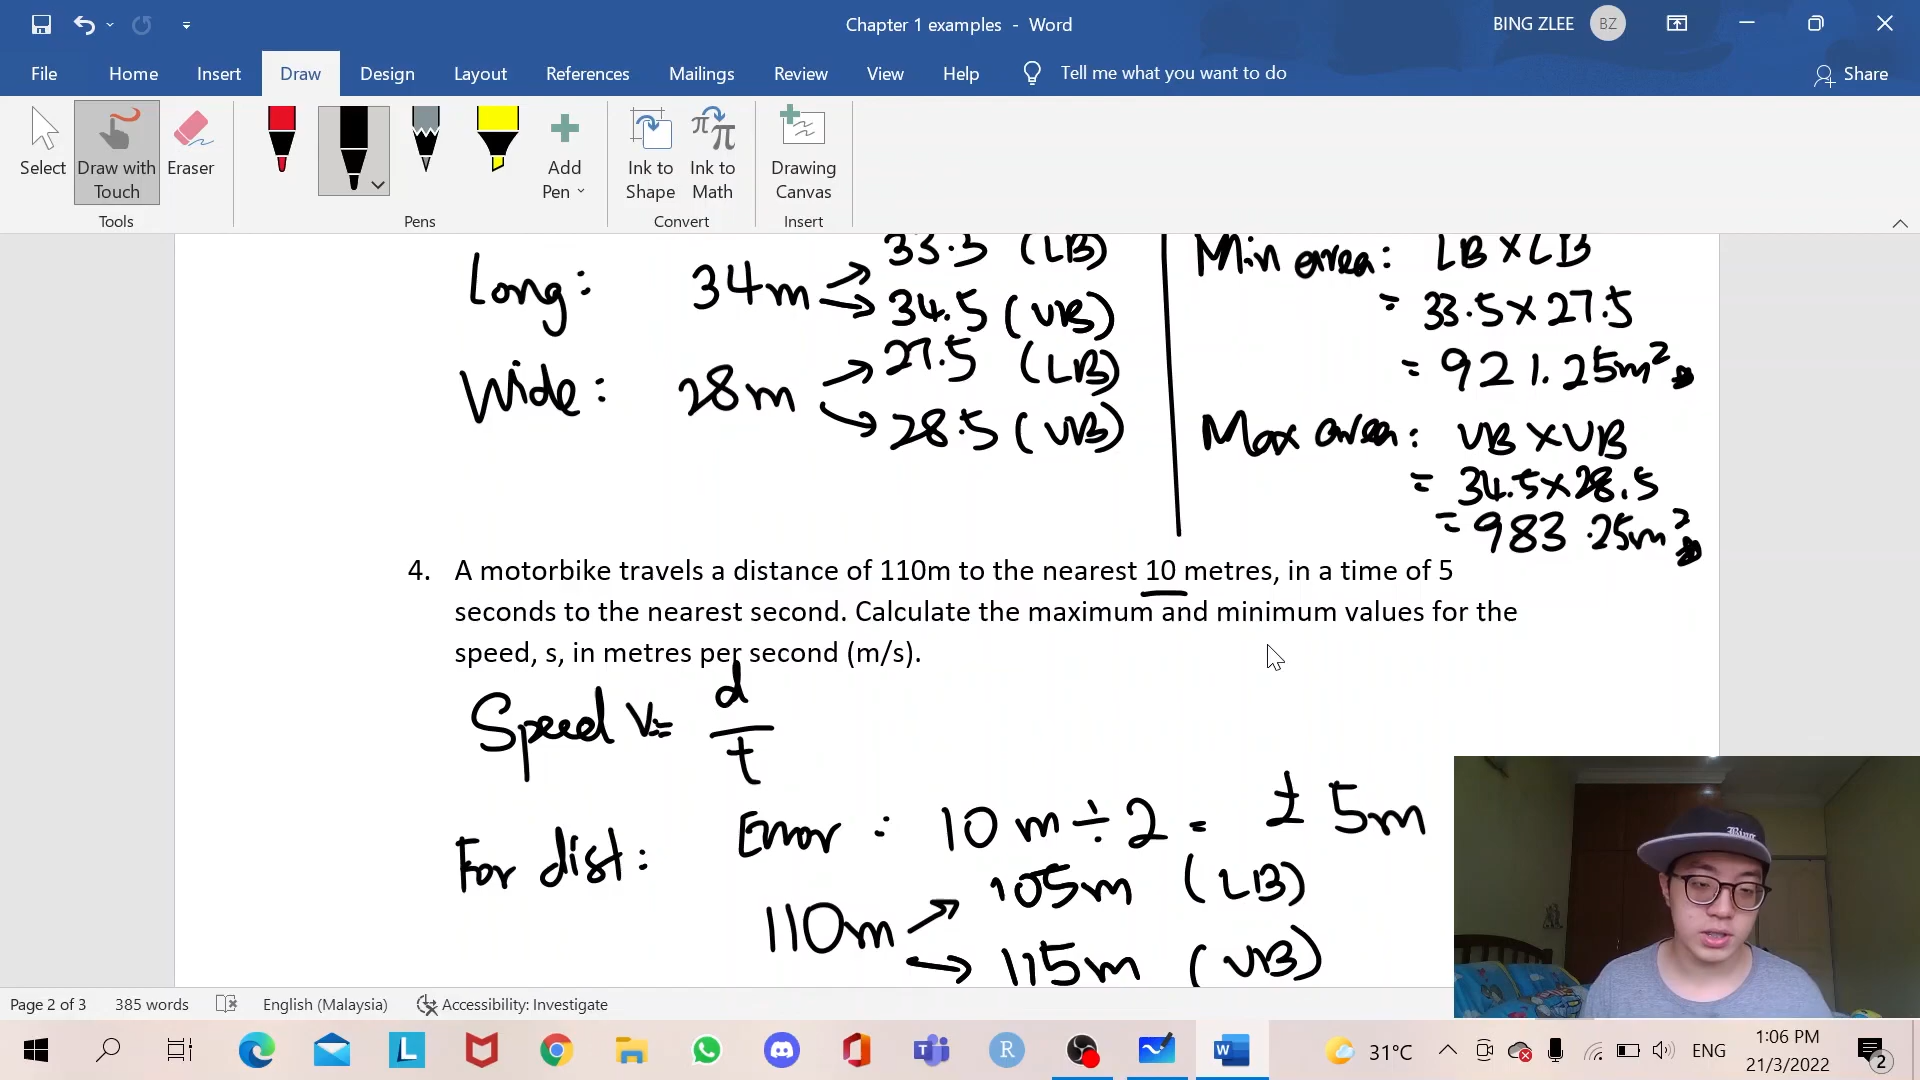 Chapter 1 examples - Word
BING ZLEE
BZ
File Home Insert Draw Design Layout References Mailings Review View Help Tell me what you want to do
Share
Select
Draw with Touch
Eraser
Add Pen
Ink to Shape
Ink to Math
Drawing Canvas
Tools
Pens
Convert
Insert
Long: 34m
33.5 (LB)
34.5 (UB)
Wide: 28m
27.5 (LB)
28.5 (UB)
Min area: LB x LB
= 33.5 x 27.5
= 921.25m²
Max area: UB x UB
= 34.5 x 28.5
= 983.25m²
4. A motorbike travels a distance of 110m to the nearest 10 metres, in a time of 5
seconds to the nearest second. Calculate the maximum and minimum values for the
speed, s, in metres per second (m/s).
Speed v = d/t
For dist: Error: 10m ÷ 2 = ± 5m
110m
105m (LB)
115m (UB)
Bing
Page 2 of 3 385 words English (Malaysia) Accessibility: Investigate
31°C
ENG
1:06 PM
21/3/2022
2